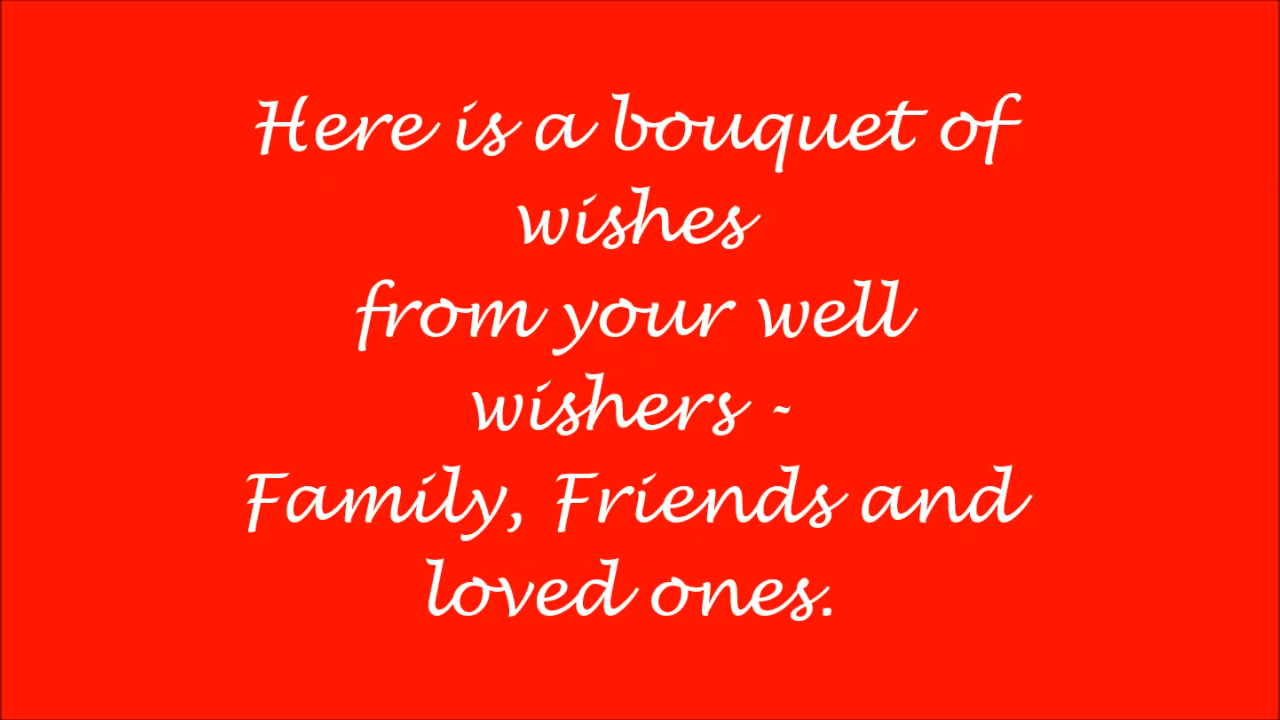 Here is a bouquet of
wishes
from your well
wishers -
Family, Friends and
loved ones.